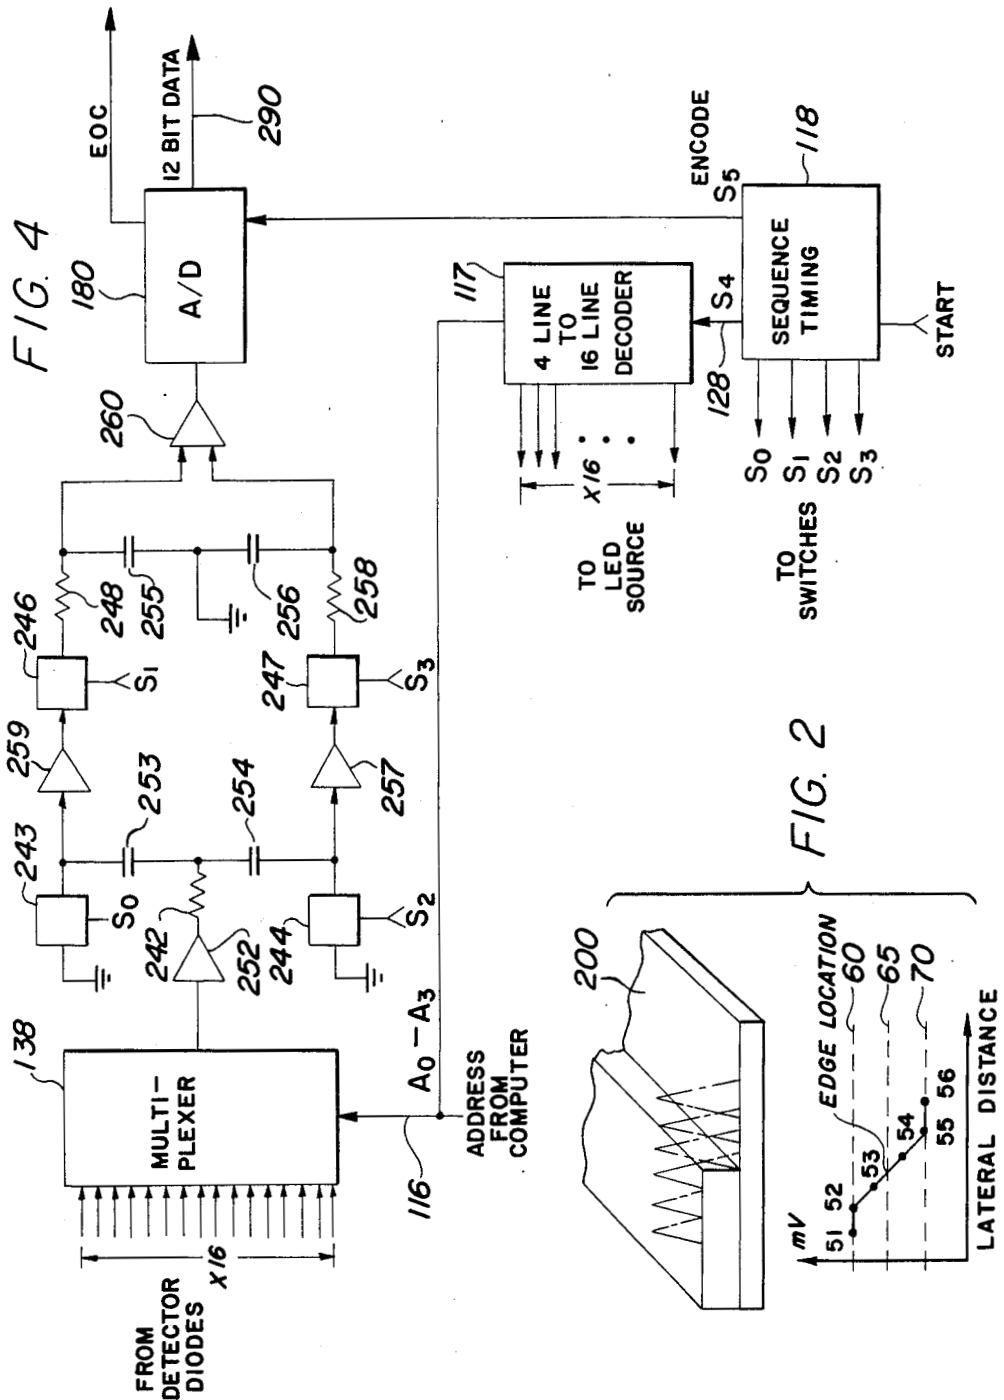 FIG. 4
EOC
12 BIT DATA
290
180
A/D
260
246
248
255
S1
259
243
S0
253
242
252
254
256
258
247
S3
257
244
S2
138
MULTI-
PLEXER
X16
FROM
DETECTOR
DIODES
116
A0 — A3
ADDRESS
FROM
COMPUTER
117
4 LINE
TO
16 LINE
DECODER
X16
TO
LED
SOURCE
128
S4
ENCODE
S5
118
SEQUENCE
TIMING
START
S0
S1
S2
S3
TO
SWITCHES
FIG. 2
200
EDGE LOCATION
60
65
70
mV
51
52
53
54
55
56
LATERAL DISTANCE